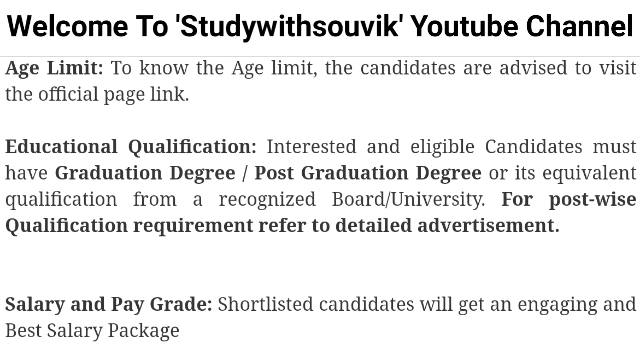 Welcome To 'Studywithsouvik' Youtube Channel
Age Limit: To know the Age limit, the candidates are advised to visit
the official page link.
Educational Qualification: Interested and eligible Candidates must
have Graduation Degree / Post Graduation Degree or its equivalent
qualification from a recognized Board/University. For post-wise
Qualification requirement refer to detailed advertisement.
Salary and Pay Grade: Shortlisted candidates will get an engaging and
Best Salary Package